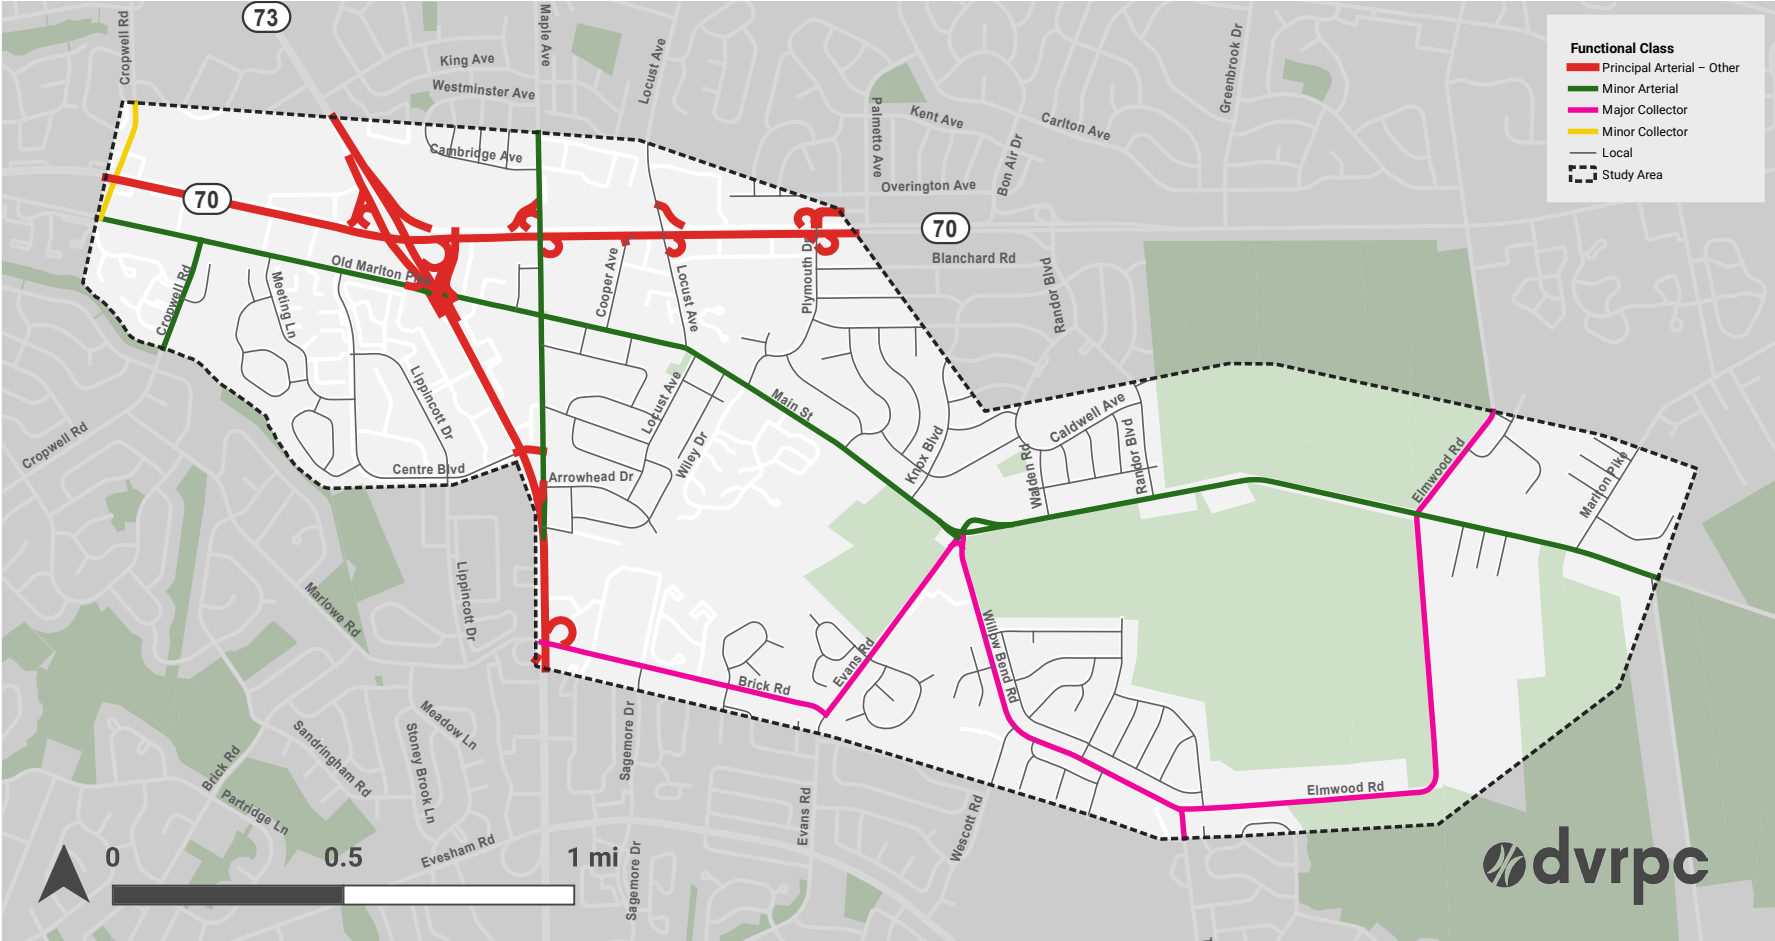 73
Cropwell Rd
Maple Ave
Locust Ave
Greenbrook Dr
King Ave
Westminster Ave
Palmetto Ave
Kent Ave
Carlton Ave
Bon Air Dr
Overington Ave
Cambridge Ave
Functional Class
Principal Arterial – Other
Minor Arterial
Major Collector
Minor Collector
Local
Study Area
70
70
Blanchard Rd
Randor Blvd
Old Marlton Pike
Cropwell Rd
Meeting Ln
Cooper Ave
Locust Ave
Plymouth Dr
Lippincott Dr
Locust Ave
Main St
Wiley Dr
Knox Blvd
Caldwell Ave
Walden Rd
Randor Blvd
Elmwood Rd
Marlton Pike
Cropwell Rd
Centre Blvd
Arrowhead Dr
Marlowe Rd
Lippincott Dr
Willow Bend Rd
Evans Rd
Brick Rd
Meadow Ln
Sandringham Rd
Stoney Brook Ln
Brick Rd
Partridge Ln
Sagemore Dr
Evans Rd
Wescott Rd
Elmwood Rd
Evesham Rd
Sagemore Dr
0 0.5 1 mi
dvrpc